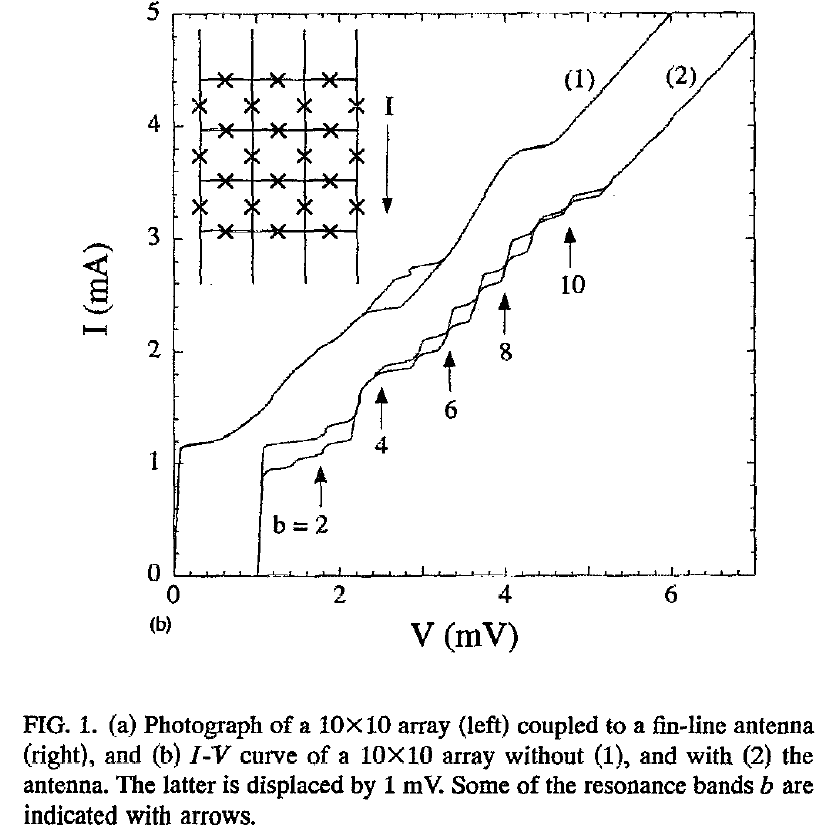 5
(1)
(2)
I
4
3
10
I (mA)
8
2
6
4
1
b = 2
0
0
2
4
6
(b)
V (mV)
FIG. 1. (a) Photograph of a 10×10 array (left) coupled to a fin-line antenna
(right), and (b) I-V curve of a 10×10 array without (1), and with (2) the
antenna. The latter is displaced by 1 mV. Some of the resonance bands b are
indicated with arrows.